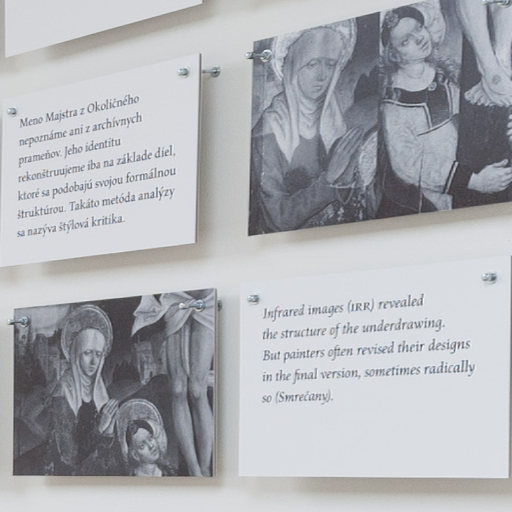 Meno Majstra z Okoličného
nepoznáme ani z archívnych
prameňov. Jeho identitu
rekonštruujeme iba na základe diel,
ktoré sa podobajú svojou formálnou
štruktúrou. Takáto metóda analýzy
sa nazýva štýlová kritika.
Infrared images (IRR) revealed
the structure of the underdrawing.
But painters often revised their designs
in the final version, sometimes radically
so (Smrečany).